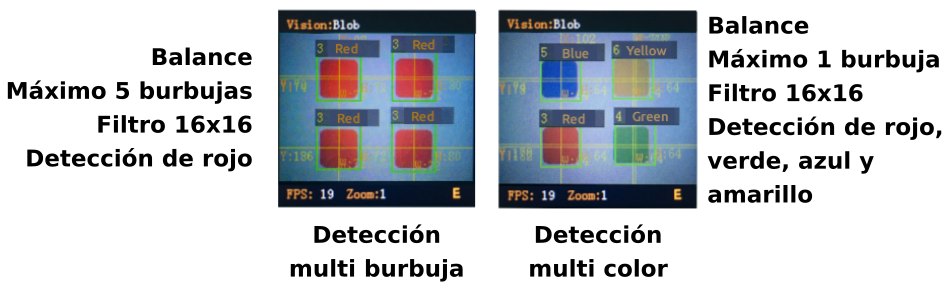 Balance
Máximo 5 burbujas
Filtro 16x16
Detección de rojo
Vision:Blob
3 Red
3 Red
3 Red
3 Red
Y:186
FPS: 19 Zoom:1 E
Detección
multi burbuja
Vision:Blob
5 Blue
6 Yellow
3 Red
4 Green
FPS: 19 Zoom:1 E
Detección
multi color
Balance
Máximo 1 burbuja
Filtro 16x16
Detección de rojo,
verde, azul y
amarillo